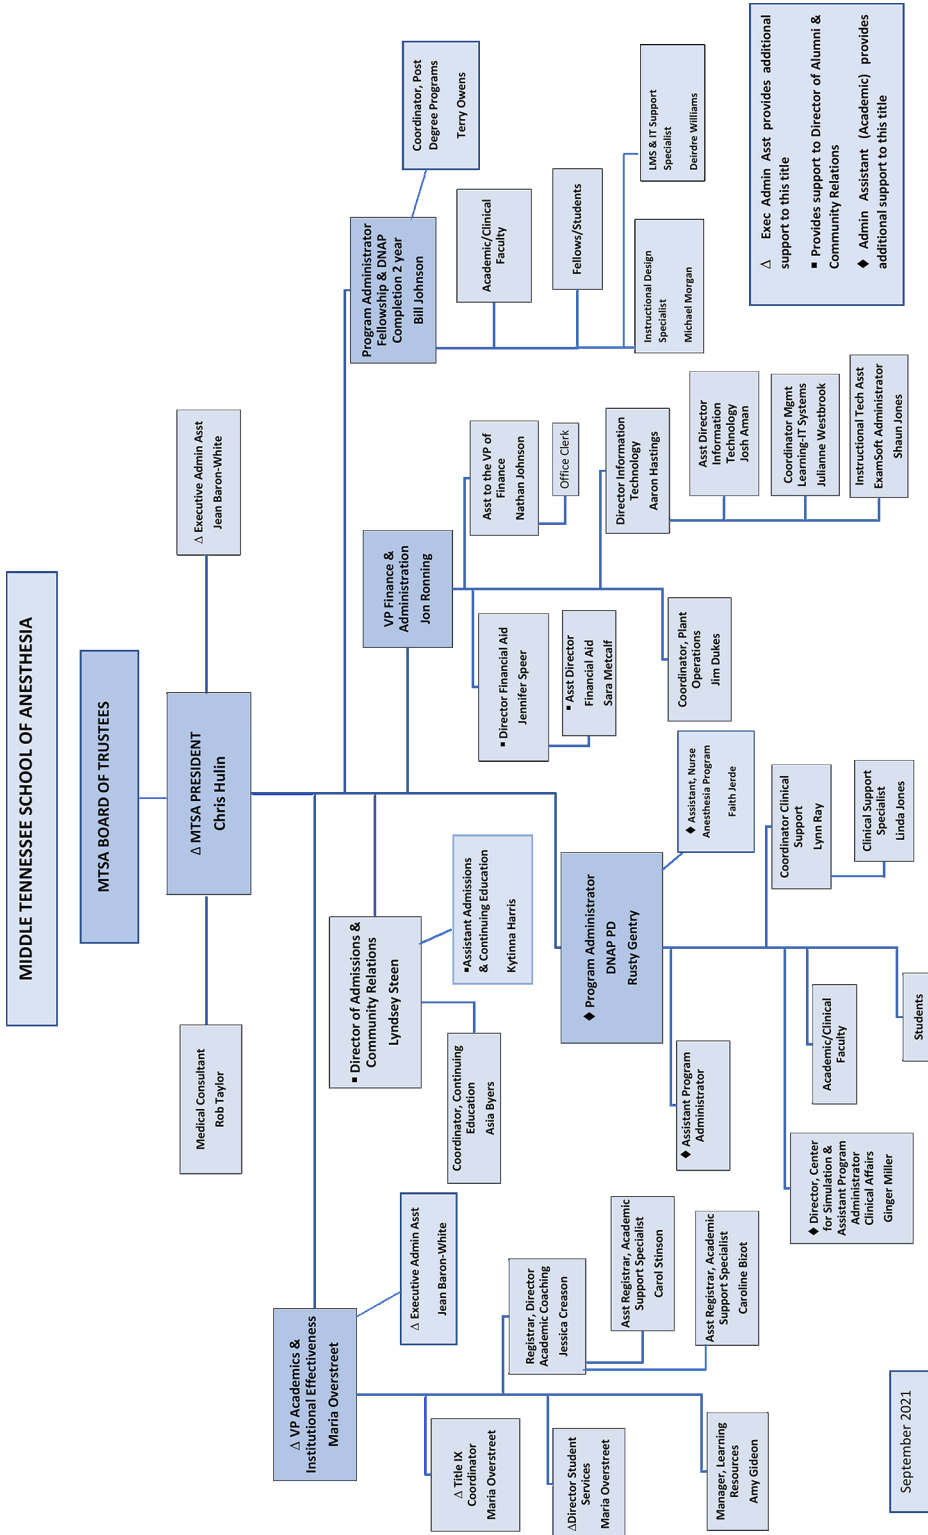 MIDDLE TENNESSEE SCHOOL OF ANESTHESIA
MTSA BOARD OF TRUSTEES
Medical Consultant
Rob Taylor
Δ MTSA PRESIDENT
Chris Hulin
Δ Executive Admin Asst
Jean Baron-White
Δ VP Academics &
Institutional Effectiveness
Maria Overstreet
Δ Executive Admin Asst
Jean Baron-White
Δ Title IX
Coordinator
Maria Overstreet
Registrar, Director
Academic Coaching
Jessica Creason
ΔDirector Student
Services
Maria Overstreet
Asst Registrar, Academic
Support Specialist
Carol Stinson
Asst Registrar, Academic
Support Specialist
Caroline Bizot
Manager, Learning
Resources
Amy Gideon
▪ Director of Admissions &
Community Relations
Lyndsey Steen
▪Assistant Admissions
& Continuing Education
Kytinna Harris
Coordinator, Continuing
Education
Asia Byers
♦ Program Administrator
DNAP PD
Rusty Gentry
♦ Assistant, Nurse
Anesthesia Program
Faith Jerde
♦ Assistant Program
Administrator
Coordinator Clinical
Support
Lynn Ray
Clinical Support
Specialist
Linda Jones
♦ Director, Center
for Simulation &
Assistant Program
Administrator
Clinical Affairs
Ginger Miller
Academic/Clinical
Faculty
Students
VP Finance &
Administration
Jon Ronning
▪ Director Financial Aid
Jennifer Speer
▪ Asst Director
Financial Aid
Sara Metcalf
Asst to the VP of
Finance
Nathan Johnson
Office Clerk
Director Information
Technology
Aaron Hastings
Coordinator, Plant
Operations
Jim Dukes
Asst Director
Information
Technology
Josh Aman
Coordinator Mgmt
Learning-IT Systems
Julianne Westbrook
Instructional Tech Asst
ExamSoft Administrator
Shaun Jones
Program Administrator
Fellowship & DNAP
Completion 2 year
Bill Johnson
Coordinator, Post
Degree Programs
Terry Owens
Academic/Clinical
Faculty
Fellows/Students
Instructional Design
Specialist
Michael Morgan
LMS & IT Support
Specialist
Deirdre Williams
Δ Exec Admin Asst provides additional
support to this title
▪ Provides support to Director of Alumni &
Community Relations
♦ Admin Assistant (Academic) provides
additional support to this title
September 2021